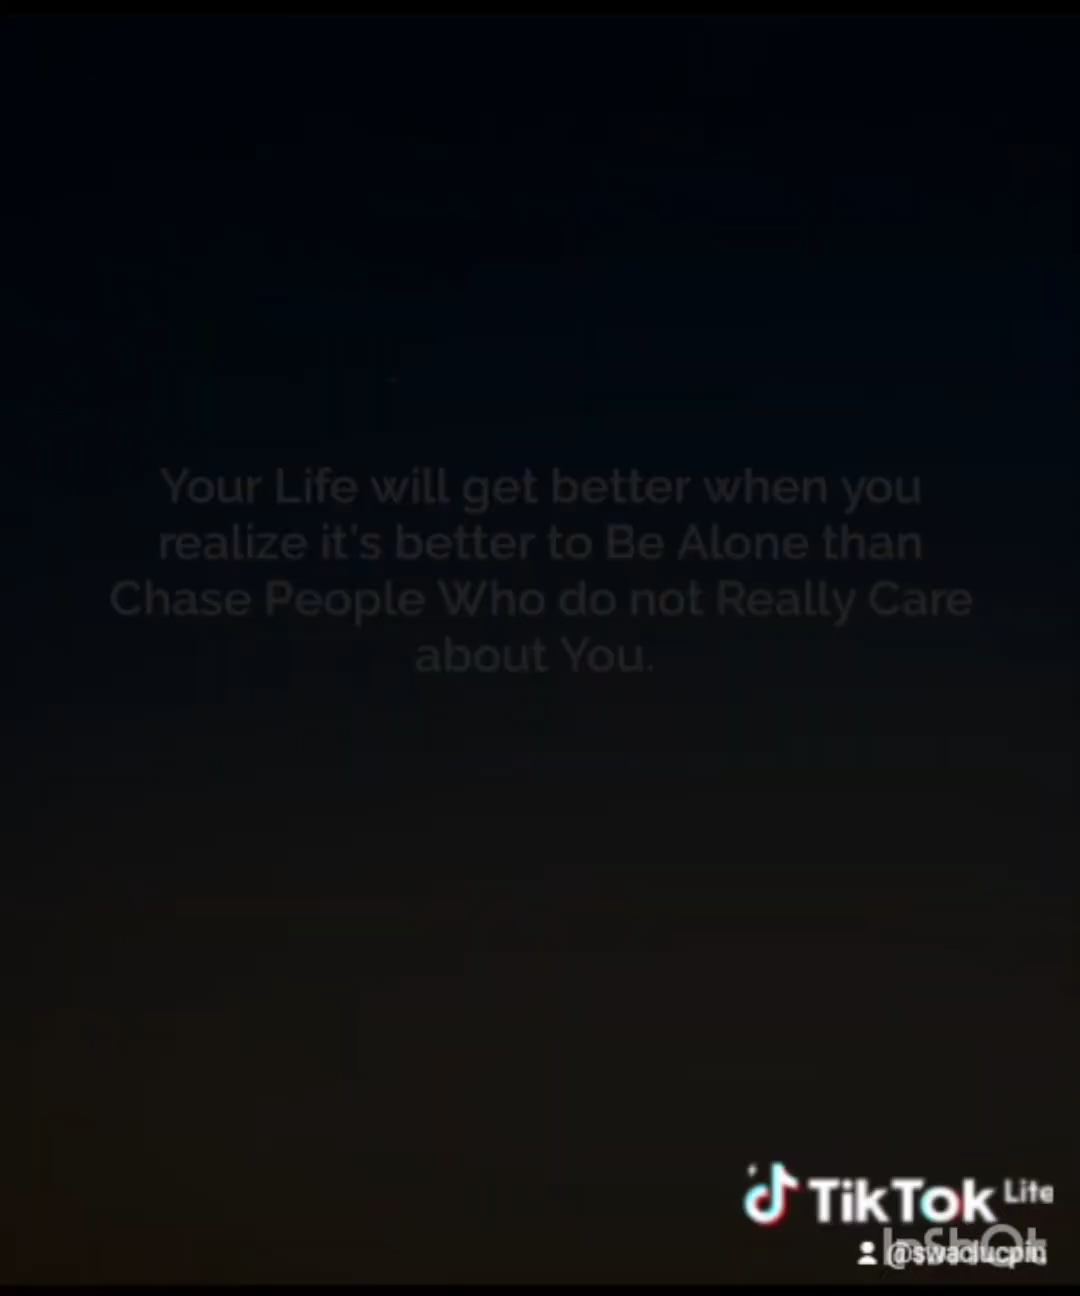 Your Life will get better when you
realize it's better to Be Alone than
Chase People Who do not Really Care
about You.
TikTok Lite
InShOt